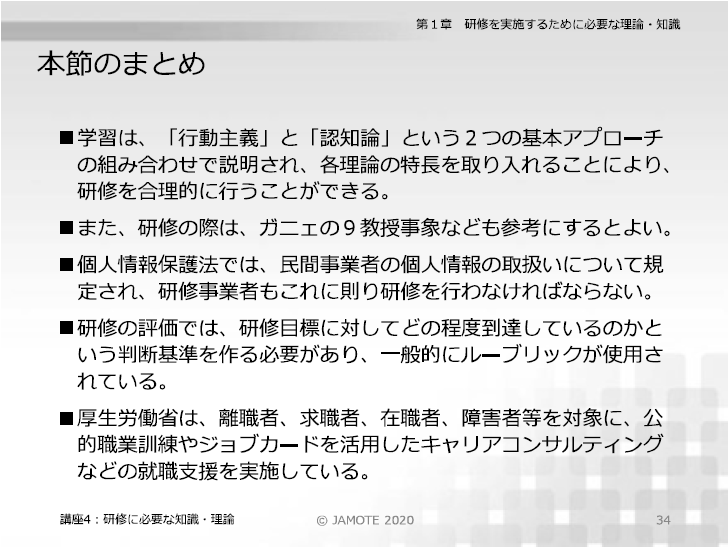 第１章　研修を実施するために必要な理論・知識
本節のまとめ
■学習は、「行動主義」と「認知論」という２つの基本アプローチ
の組み合わせで説明され、各理論の特長を取り入れることにより、
研修を合理的に行うことができる。
■また、研修の際は、ガニェの９教授事象なども参考にするとよい。
■個人情報保護法では、民間事業者の個人情報の取扱いについて規
定され、研修事業者もこれに則り研修を行わなければならない。
■研修の評価では、研修目標に対してどの程度到達しているのかと
いう判断基準を作る必要があり、一般的にルーブリックが使用さ
れている。
■厚生労働省は、離職者、求職者、在職者、障害者等を対象に、公
的職業訓練やジョブカードを活用したキャリアコンサルティング
などの就職支援を実施している。
講座4：研修に必要な知識・理論
© JAMOTE 2020
34